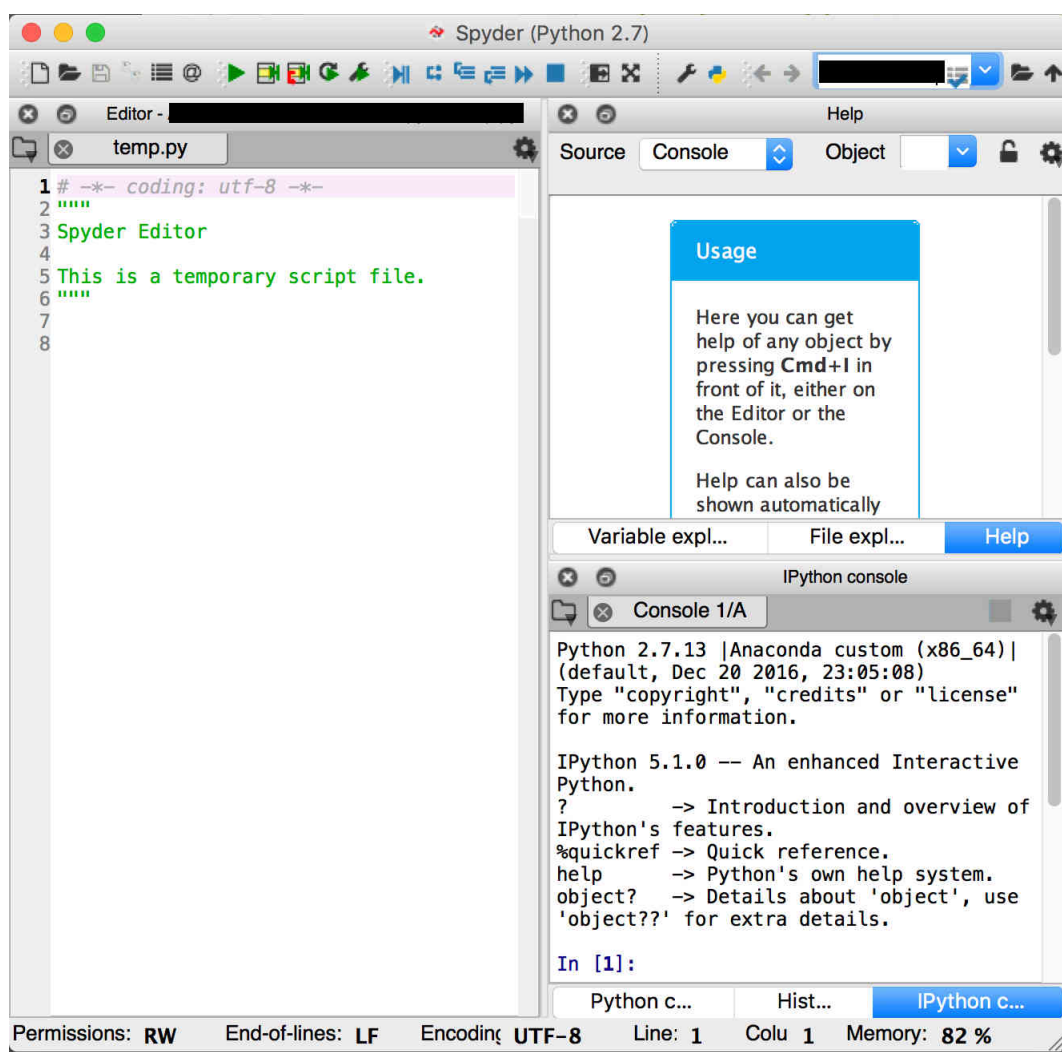 Spyder (Python 2.7)
Editor -
temp.py
1 # -*- coding: utf-8 -*-
2 """
3 Spyder Editor
4
5 This is a temporary script file.
6 """
7
8
Help
Source Console Object
Usage
Here you can get
help of any object by
pressing Cmd+I in
front of it, either on
the Editor or the
Console.
Help can also be
shown automatically
Variable expl... File expl... Help
IPython console
Console 1/A
Python 2.7.13 |Anaconda custom (x86_64)|
(default, Dec 20 2016, 23:05:08)
Type "copyright", "credits" or "license"
for more information.
IPython 5.1.0 -- An enhanced Interactive
Python.
? -> Introduction and overview of
IPython's features.
%quickref -> Quick reference.
help -> Python's own help system.
object? -> Details about 'object', use
'object??' for extra details.
In [1]:
Python c... Hist... IPython c...
Permissions: RW End-of-lines: LF Encoding UTF-8 Line: 1 Colu 1 Memory: 82 %